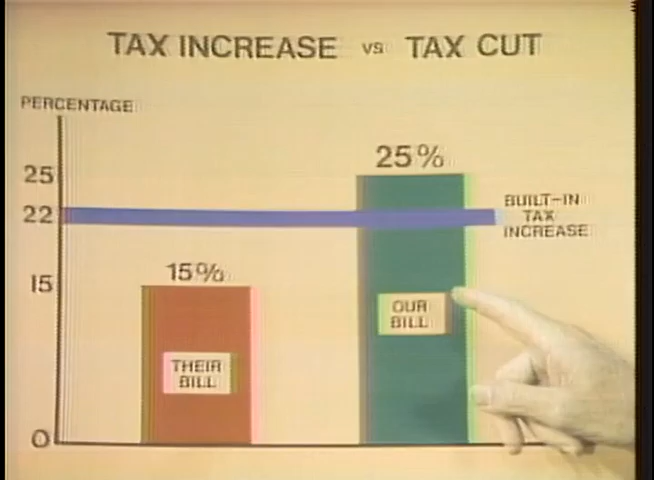 TAX INCREASE vs TAX CUT
PERCENTAGE
25%
25
22
BUILT-IN
TAX
INCREASE
15%
15
OUR
BILL
THEIR
BILL
0